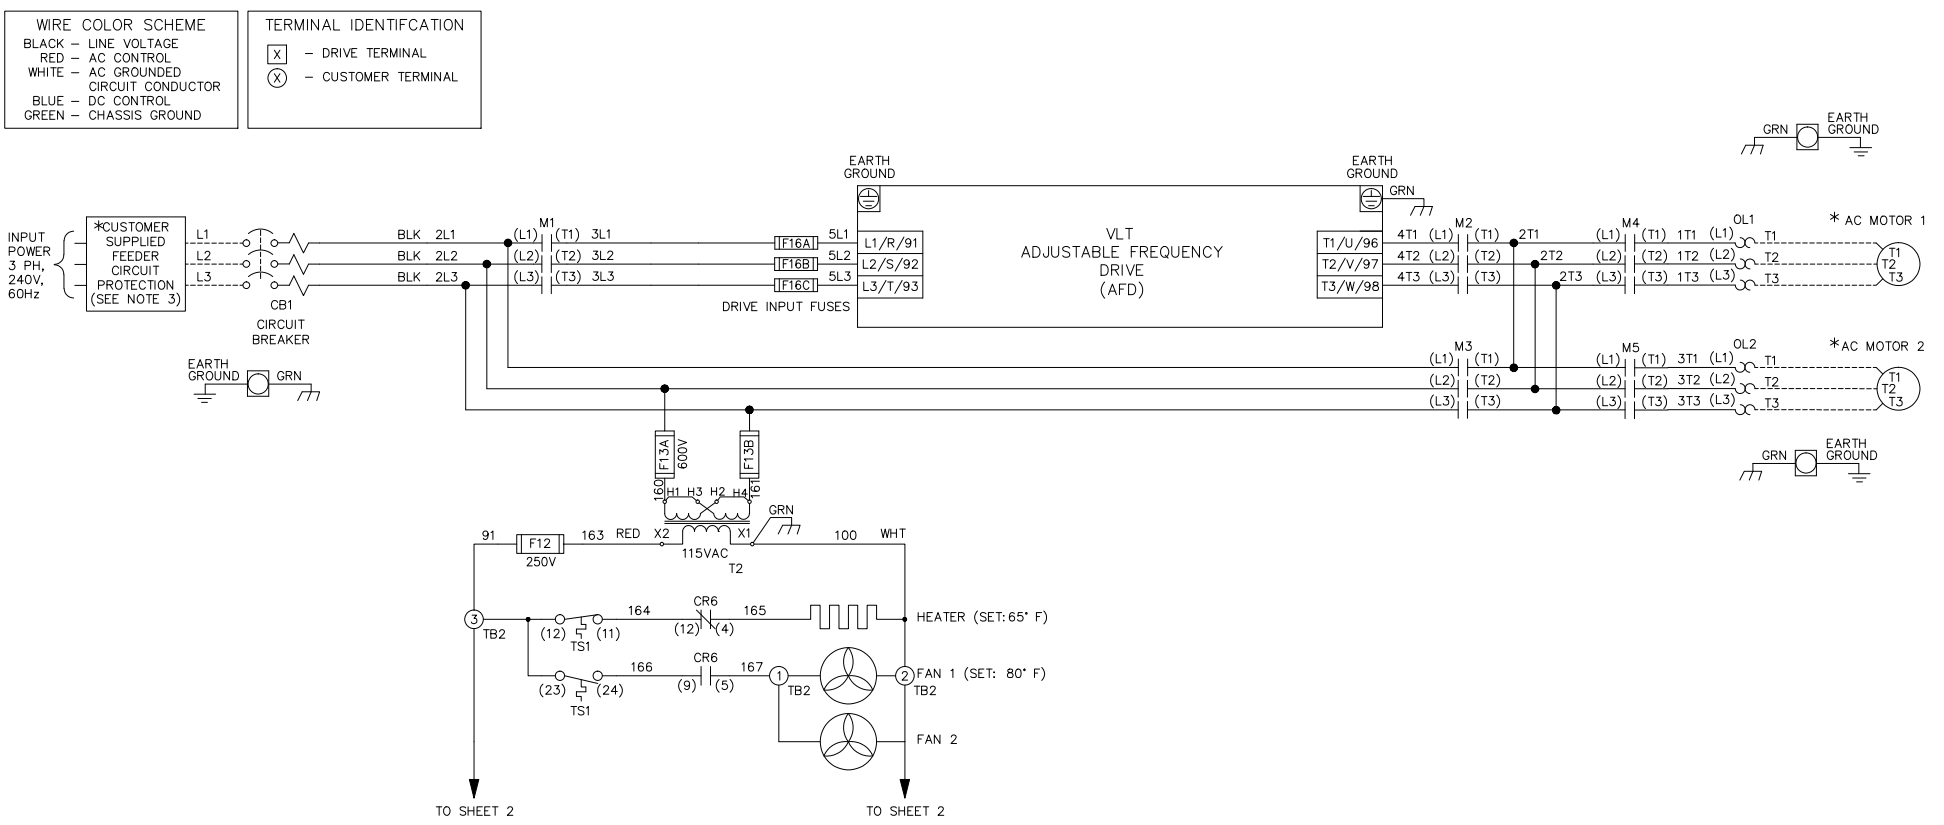 WIRE COLOR SCHEME
BLACK – LINE VOLTAGE
RED – AC CONTROL
WHITE – AC GROUNDED
CIRCUIT CONDUCTOR
BLUE – DC CONTROL
GREEN – CHASSIS GROUND
TERMINAL IDENTIFCATION
X – DRIVE TERMINAL
X – CUSTOMER TERMINAL
GRN
EARTH
GROUND
INPUT
POWER
3 PH,
240V,
60Hz
*CUSTOMER
SUPPLIED
FEEDER
CIRCUIT
PROTECTION
(SEE NOTE 3)
L1
L2
L3
CB1
CIRCUIT
BREAKER
EARTH
GROUND
GRN
BLK 2L1
BLK 2L2
BLK 2L3
M1
(L1) (T1) 3L1
(L2) (T2) 3L2
(L3) (T3) 3L3
F16A
F16B
F16C
DRIVE INPUT FUSES
5L1
5L2
5L3
EARTH
GROUND
L1/R/91
L2/S/92
L3/T/93
VLT
ADJUSTABLE FREQUENCY
DRIVE
(AFD)
EARTH
GROUND
GRN
T1/U/96
T2/V/97
T3/W/98
4T1 (L1) M2 (T1) 2T1
4T2 (L2) (T2) 2T2
4T3 (L3) (T3) 2T3
M4
(L1) (T1) 1T1 (L1)
(L2) (T2) 1T2 (L2)
(L3) (T3) 1T3 (L3)
OL1
T1
T2
T3
* AC MOTOR 1
T1
T2
T3
M3
(L1) (T1)
(L2) (T2)
(L3) (T3)
M5
(L1) (T1) 3T1 (L1)
(L2) (T2) 3T2 (L2)
(L3) (T3) 3T3 (L3)
OL2
T1
T2
T3
* AC MOTOR 2
T1
T2
T3
GRN
EARTH
GROUND
F13A
600V
F13B
160
161
H1 H3 H2 H4
GRN
91
F12
250V
163 RED X2
X1
115VAC
T2
100 WHT
3
TB2
(12) (11)
TS1
164
CR6
(12) (4)
165
HEATER (SET: 65° F)
(23) (24)
TS1
166
CR6
(9) (5)
167
1
TB2
2
TB2
FAN 1 (SET: 80° F)
FAN 2
TO SHEET 2
TO SHEET 2